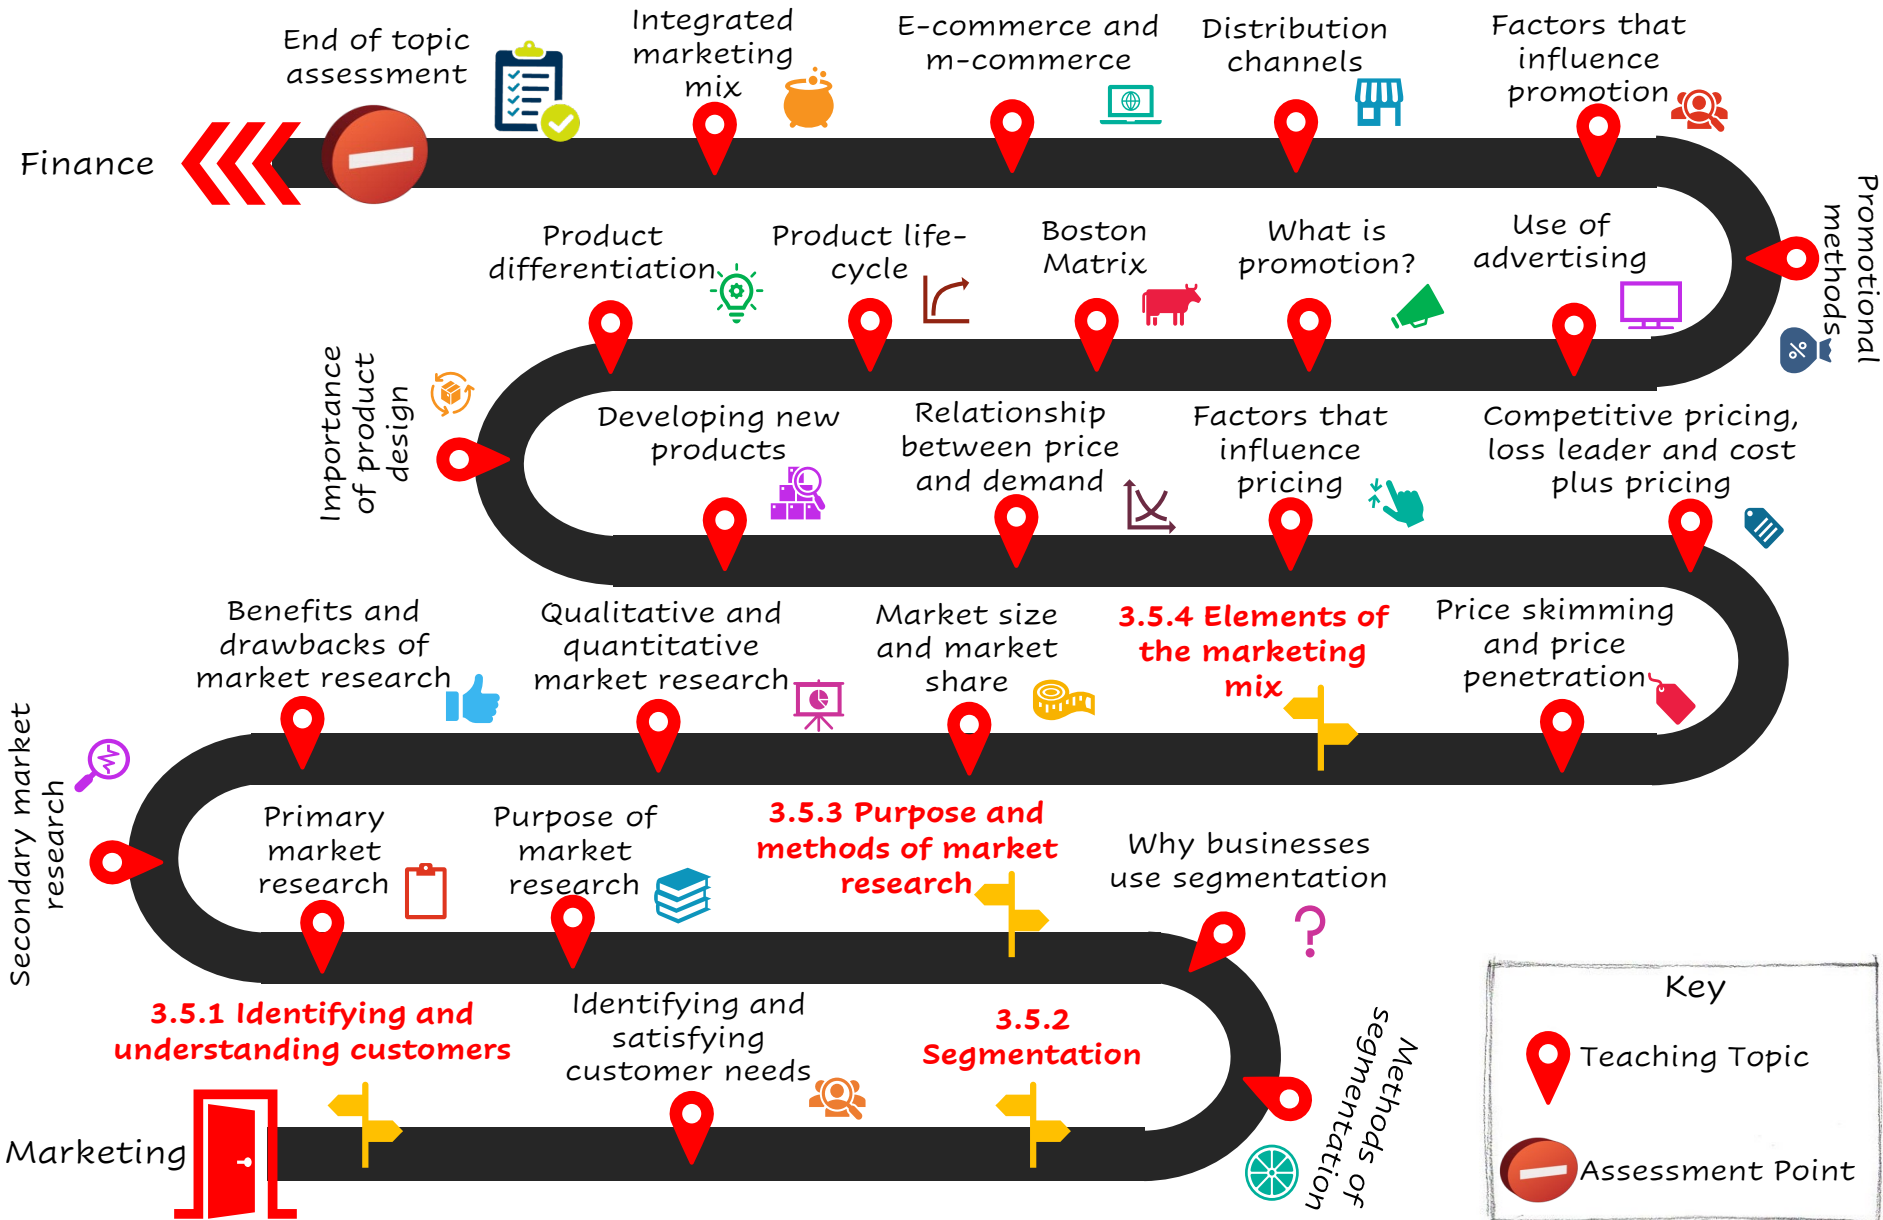 End of topic
assessment
Integrated
marketing
mix
E-commerce and
m-commerce
Distribution
channels
Factors that
influence
promotion
Finance
Promotional
methods
%
Product
differentiation
Product life-
cycle
Boston
Matrix
What is
promotion?
Use of
advertising
Importance
of product
design
Developing new
products
Relationship
between price
and demand
Factors that
influence
pricing
Competitive pricing,
loss leader and cost
plus pricing
Benefits and
drawbacks of
market research
Qualitative and
quantitative
market research
Market size
and market
share
3.5.4 Elements of
the marketing
mix
Price skimming
and price
penetration
Secondary market
research
Primary
market
research
Purpose of
market
research
3.5.3 Purpose and
methods of market
research
Why businesses
use segmentation
?
3.5.1 Identifying and
understanding customers
Identifying and
satisfying
customer needs
3.5.2
Segmentation
Methods of
segmentation
Marketing
Key
Teaching Topic
Assessment Point